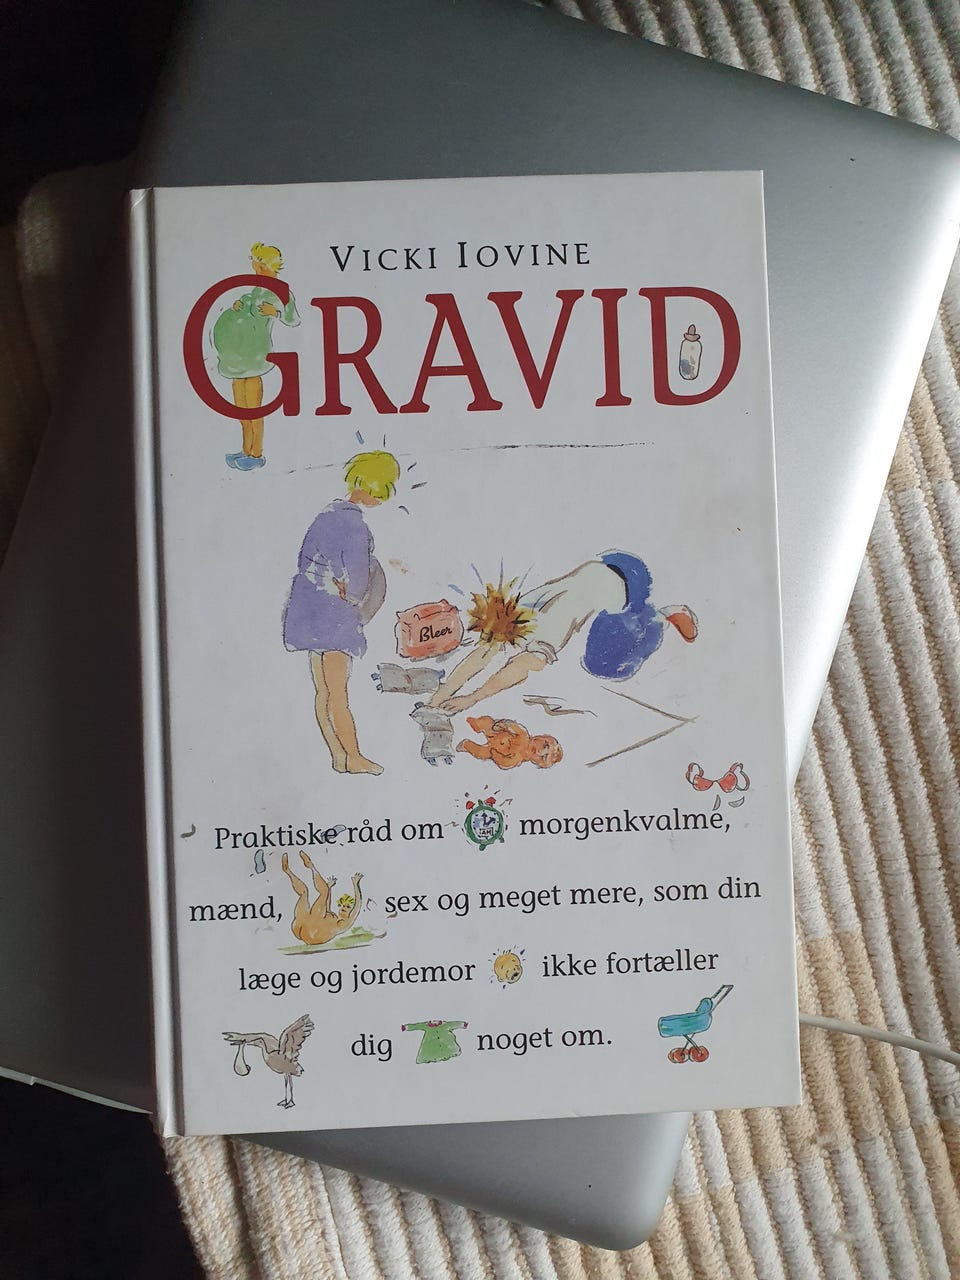 VICKI IOVINE
GRAVID
Bleer
Praktiske råd om morgenkvalme,
mænd, sex og meget mere, som din
læge og jordemor ikke fortæller
dig noget om.